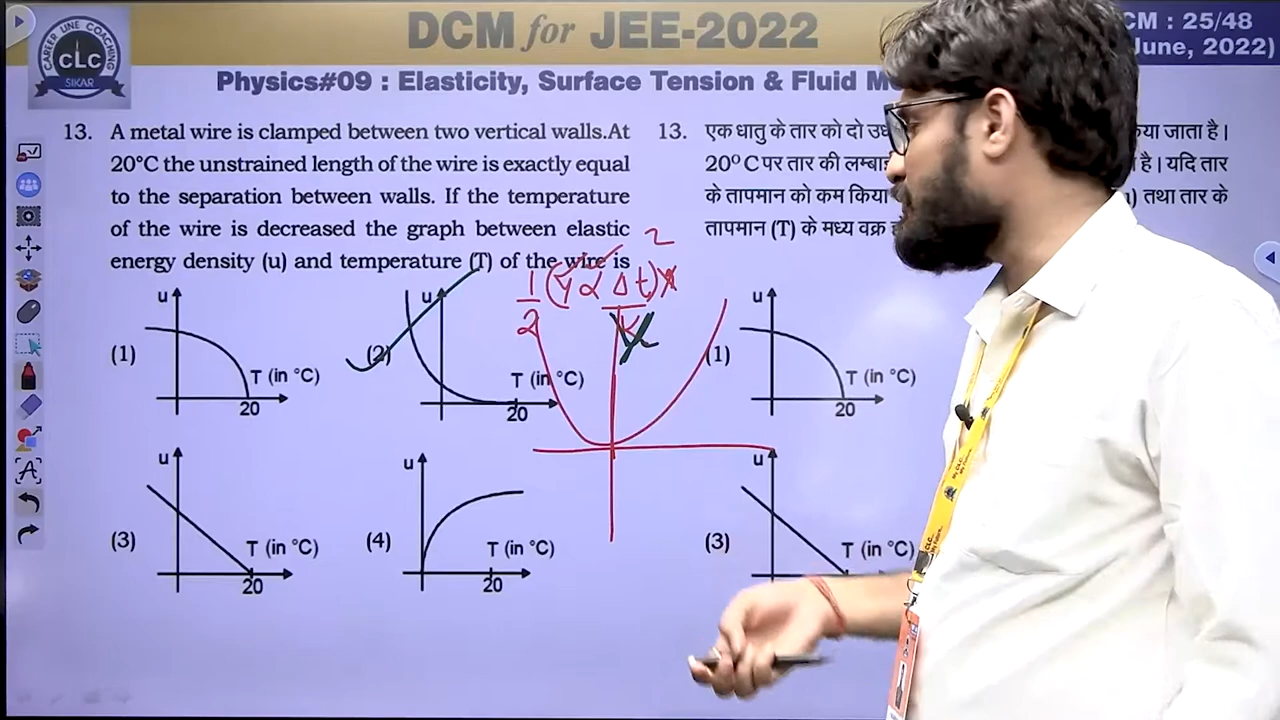 CAREER LINE COACHING
CLC
SIKAR
DCM for JEE-2022
CM : 25/48
June, 2022)
Physics#09 : Elasticity, Surface Tension & Fluid M
13. A metal wire is clamped between two vertical walls.At
20°C the unstrained length of the wire is exactly equal
to the separation between walls. If the temperature
of the wire is decreased the graph between elastic
energy density (u) and temperature (T) of the wire is
(1)
u
T (in °C)
20
(2)
u
T (in °C)
20
(3)
u
T (in °C)
20
(4)
u
T (in °C)
20
1/2 (Y α Δt)
2
13. एक धातु के तार को दो
कया जाता है।
20⁰ C पर तार की
है। यदि तार
के तापमान को कम किया
तथा तार के
तापमान (T) के मध्य वक्र
(1)
u
T (in °C)
20
(3)
u
T (in °C)